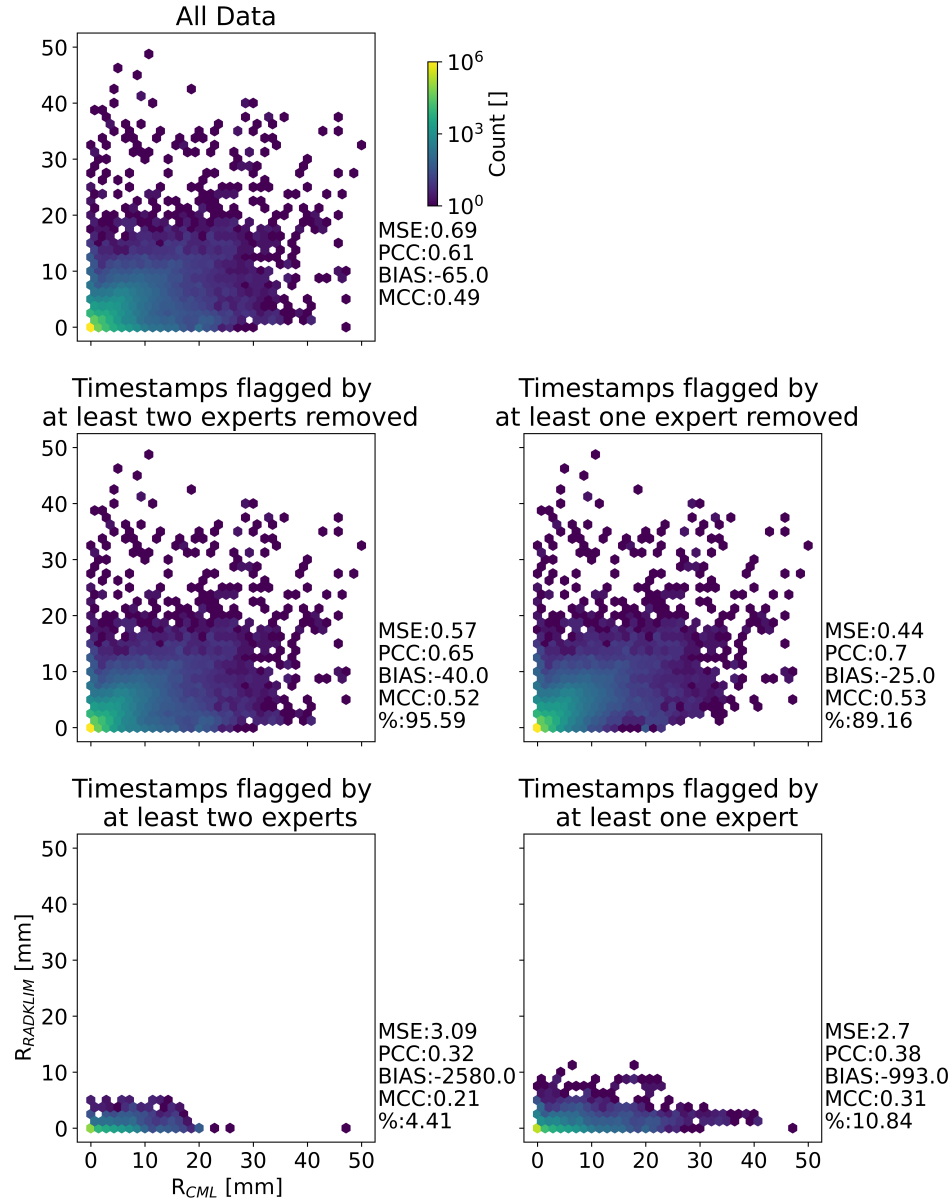 All Data
50
40
30
20
10
0
10^6
10^3
10^0
Count []
MSE:0.69
PCC:0.61
BIAS:-65.0
MCC:0.49
Timestamps flagged by
at least two experts removed
50
40
30
20
10
0
MSE:0.57
PCC:0.65
BIAS:-40.0
MCC:0.52
%:95.59
Timestamps flagged by
at least one expert removed
MSE:0.44
PCC:0.7
BIAS:-25.0
MCC:0.53
%:89.16
Timestamps flagged by
at least two experts
R_RADKLIM [mm]
50
40
30
20
10
0
0 10 20 30 40 50
R_CML [mm]
MSE:3.09
PCC:0.32
BIAS:-2580.0
MCC:0.21
%:4.41
Timestamps flagged by
at least one expert
0 10 20 30 40 50
MSE:2.7
PCC:0.38
BIAS:-993.0
MCC:0.31
%:10.84